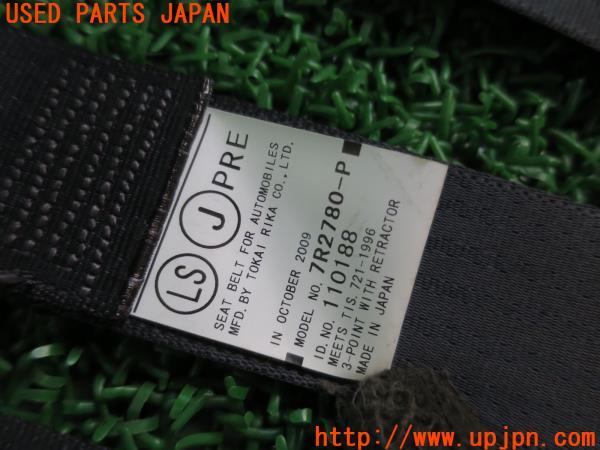 USED PARTS JAPAN
LS J PRE
SEAT BELT FOR AUTOMOBILES
MFD. BY TOKAI RIKA CO., LTD.
IN OCTOBER 2009
MODEL NO. 7R2780-P
ID. NO. 110188
MEETS TIS. 721-1996
3-POINT WITH RETRACTOR
MADE IN JAPAN
http://www.upjpn.com/